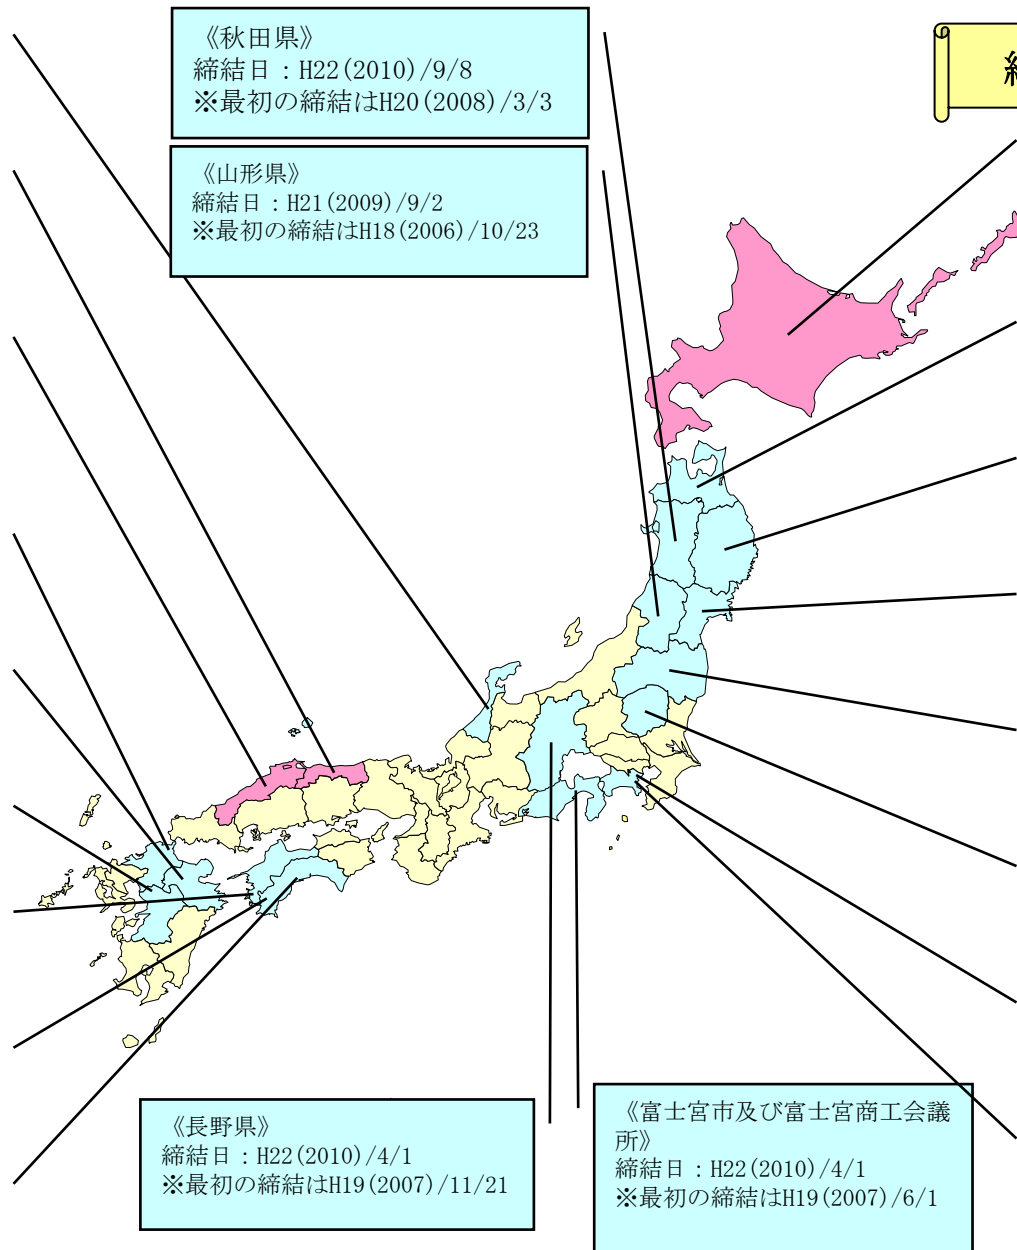 《秋田県》
締結日：H22(2010)/9/8
※最初の締結はH20(2008)/3/3
《山形県》
締結日：H21(2009)/9/2
※最初の締結はH18(2006)/10/23
《長野県》
締結日：H22(2010)/4/1
※最初の締結はH19(2007)/11/21
《富士宮市及び富士宮商工会議
所》
締結日：H22(2010)/4/1
※最初の締結はH19(2007)/6/1